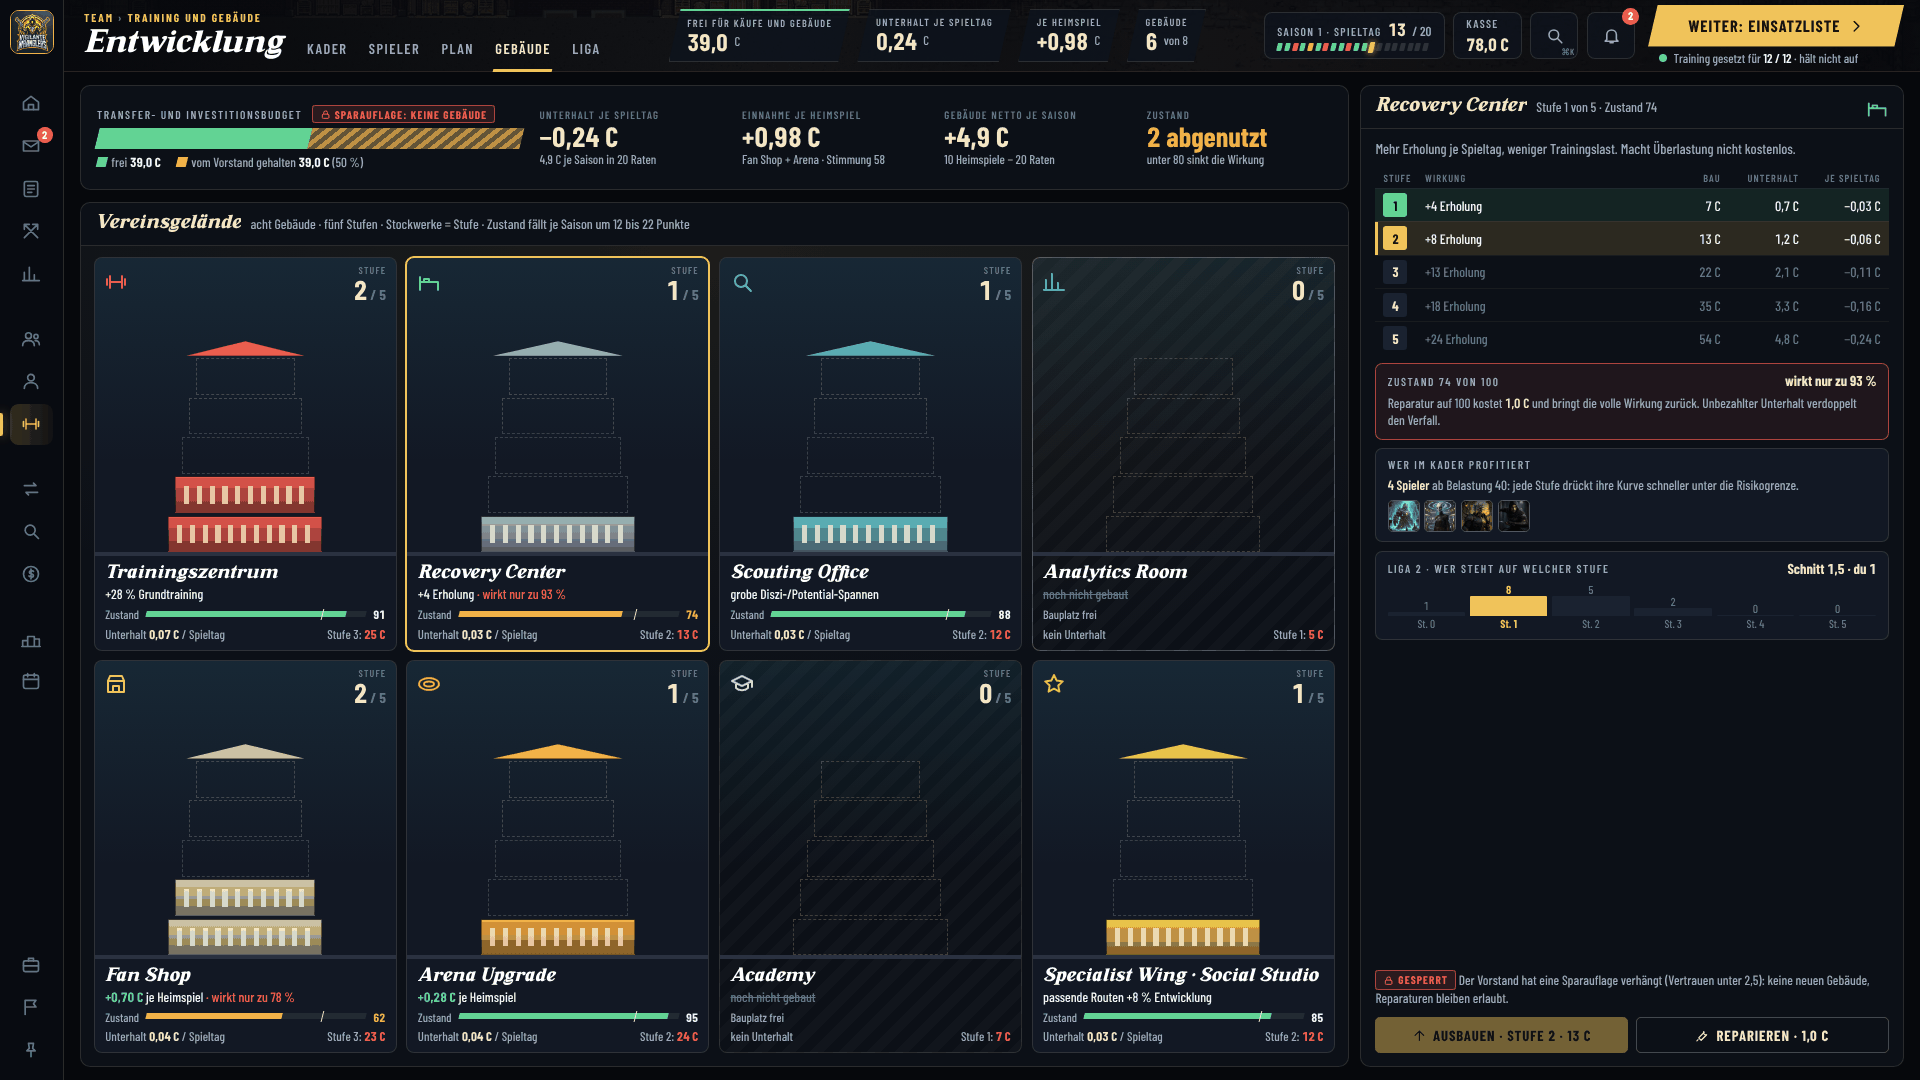 TEAM › TRAINING UND GEBÄUDE
Entwicklung
KADER
SPIELER
PLAN
GEBÄUDE
LIGA
FREI FÜR KÄUFE UND GEBÄUDE
39,0 C
UNTERHALT JE SPIELTAG
0,24 C
JE HEIMSPIEL
+0,98 C
GEBÄUDE
6 von 8
SAISON 1 · SPIELTAG 13 / 20
KASSE
78,0 C
⌘K
2
WEITER: EINSATZLISTE
Training gesetzt für 12 / 12 · hält nicht auf
2
TRANSFER- UND INVESTITIONSBUDGET
SPARAUFLAGE: KEINE GEBÄUDE
frei 39,0 C
vom Vorstand gehalten 39,0 C (50 %)
UNTERHALT JE SPIELTAG
−0,24 C
4,9 C je Saison in 20 Raten
EINNAHME JE HEIMSPIEL
+0,98 C
Fan Shop + Arena · Stimmung 58
GEBÄUDE NETTO JE SAISON
+4,9 C
10 Heimspiele − 20 Raten
ZUSTAND
2 abgenutzt
unter 80 sinkt die Wirkung
Vereinsgelände
acht Gebäude · fünf Stufen · Stockwerke = Stufe · Zustand fällt je Saison um 12 bis 22 Punkte
STUFE
2 / 5
Trainingszentrum
+28 % Grundtraining
Zustand 91
Unterhalt 0,07 C / Spieltag
Stufe 3: 25 C
STUFE
1 / 5
Recovery Center
+4 Erholung · wirkt nur zu 93 %
Zustand 74
Unterhalt 0,03 C / Spieltag
Stufe 2: 13 C
STUFE
1 / 5
Scouting Office
grobe Diszi-/Potential-Spannen
Zustand 88
Unterhalt 0,03 C / Spieltag
Stufe 2: 12 C
STUFE
0 / 5
Analytics Room
noch nicht gebaut
Bauplatz frei
kein Unterhalt
Stufe 1: 5 C
STUFE
2 / 5
Fan Shop
+0,70 C je Heimspiel · wirkt nur zu 78 %
Zustand 62
Unterhalt 0,04 C / Spieltag
Stufe 3: 23 C
STUFE
1 / 5
Arena Upgrade
+0,28 C je Heimspiel
Zustand 95
Unterhalt 0,04 C / Spieltag
Stufe 2: 24 C
STUFE
0 / 5
Academy
noch nicht gebaut
Bauplatz frei
kein Unterhalt
Stufe 1: 7 C
STUFE
1 / 5
Specialist Wing · Social Studio
passende Routen +8 % Entwicklung
Zustand 85
Unterhalt 0,03 C / Spieltag
Stufe 2: 12 C
Recovery Center
Stufe 1 von 5 · Zustand 74
Mehr Erholung je Spieltag, weniger Trainingslast. Macht Überlastung nicht kostenlos.
STUFE WIRKUNG BAU UNTERHALT JE SPIELTAG
1 +4 Erholung 7 C 0,7 C −0,03 C
2 +8 Erholung 13 C 1,2 C −0,06 C
3 +13 Erholung 22 C 2,1 C −0,11 C
4 +18 Erholung 35 C 3,3 C −0,16 C
5 +24 Erholung 54 C 4,8 C −0,24 C
ZUSTAND 74 VON 100
wirkt nur zu 93 %
Reparatur auf 100 kostet 1,0 C und bringt die volle Wirkung zurück. Unbezahlter Unterhalt verdoppelt
den Verfall.
WER IM KADER PROFITIERT
4 Spieler ab Belastung 40: jede Stufe drückt ihre Kurve schneller unter die Risikogrenze.
LIGA 2 · WER STEHT AUF WELCHER STUFE
Schnitt 1,5 · du 1
1 8 5 2 0 0
St. 0 St. 1 St. 2 St. 3 St. 4 St. 5
GESPERRT Der Vorstand hat eine Sparauflage verhängt (Vertrauen unter 2,5): keine neuen Gebäude,
Reparaturen bleiben erlaubt.
AUSBAUEN · STUFE 2 · 13 C
REPARIEREN · 1,0 C